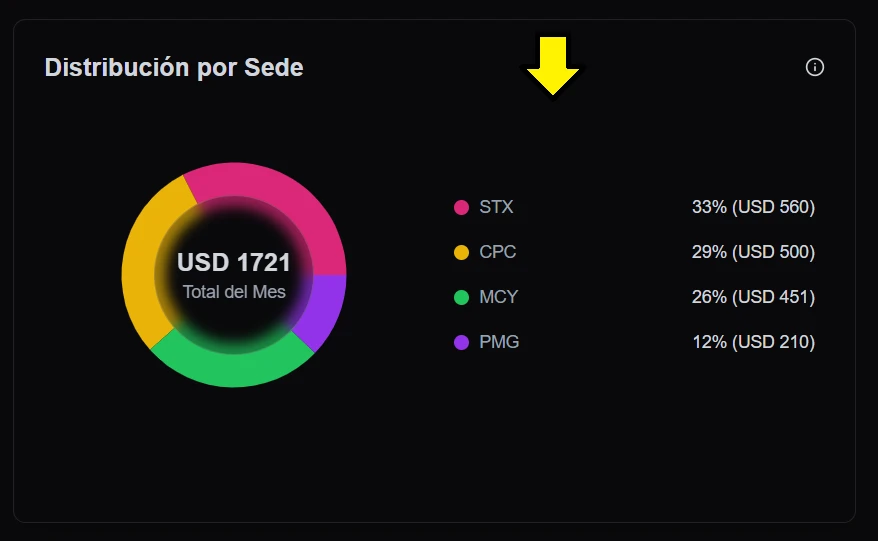 Distribución por Sede
USD 1721
Total del Mes
STX 33% (USD 560)
CPC 29% (USD 500)
MCY 26% (USD 451)
PMG 12% (USD 210)